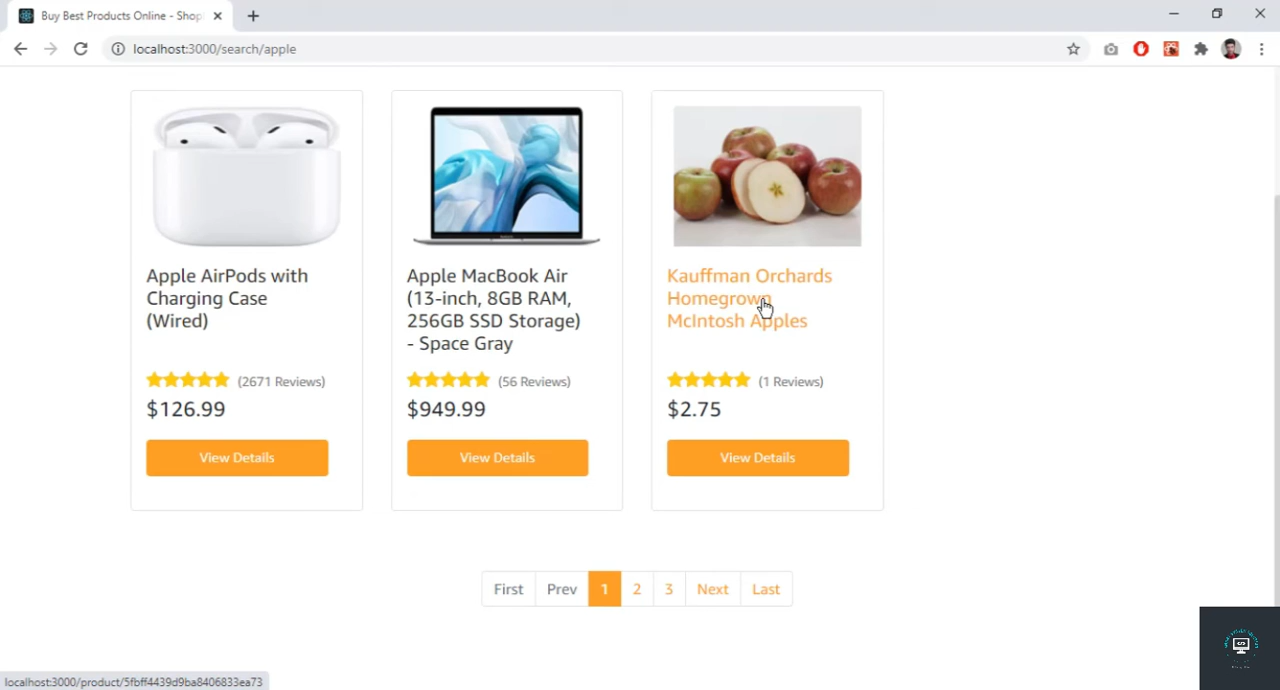 Buy Best Products Online - Shop
localhost:3000/search/apple
Apple AirPods with
Charging Case
(Wired)
(2671 Reviews)
$126.99
View Details
Apple MacBook Air
(13-inch, 8GB RAM,
256GB SSD Storage)
- Space Gray
(56 Reviews)
$949.99
View Details
Kauffman Orchards
Homegrown
McIntosh Apples
(1 Reviews)
$2.75
View Details
First Prev 1 2 3 Next Last
localhost:3000/product/5fbff4439d9ba8406833ea73